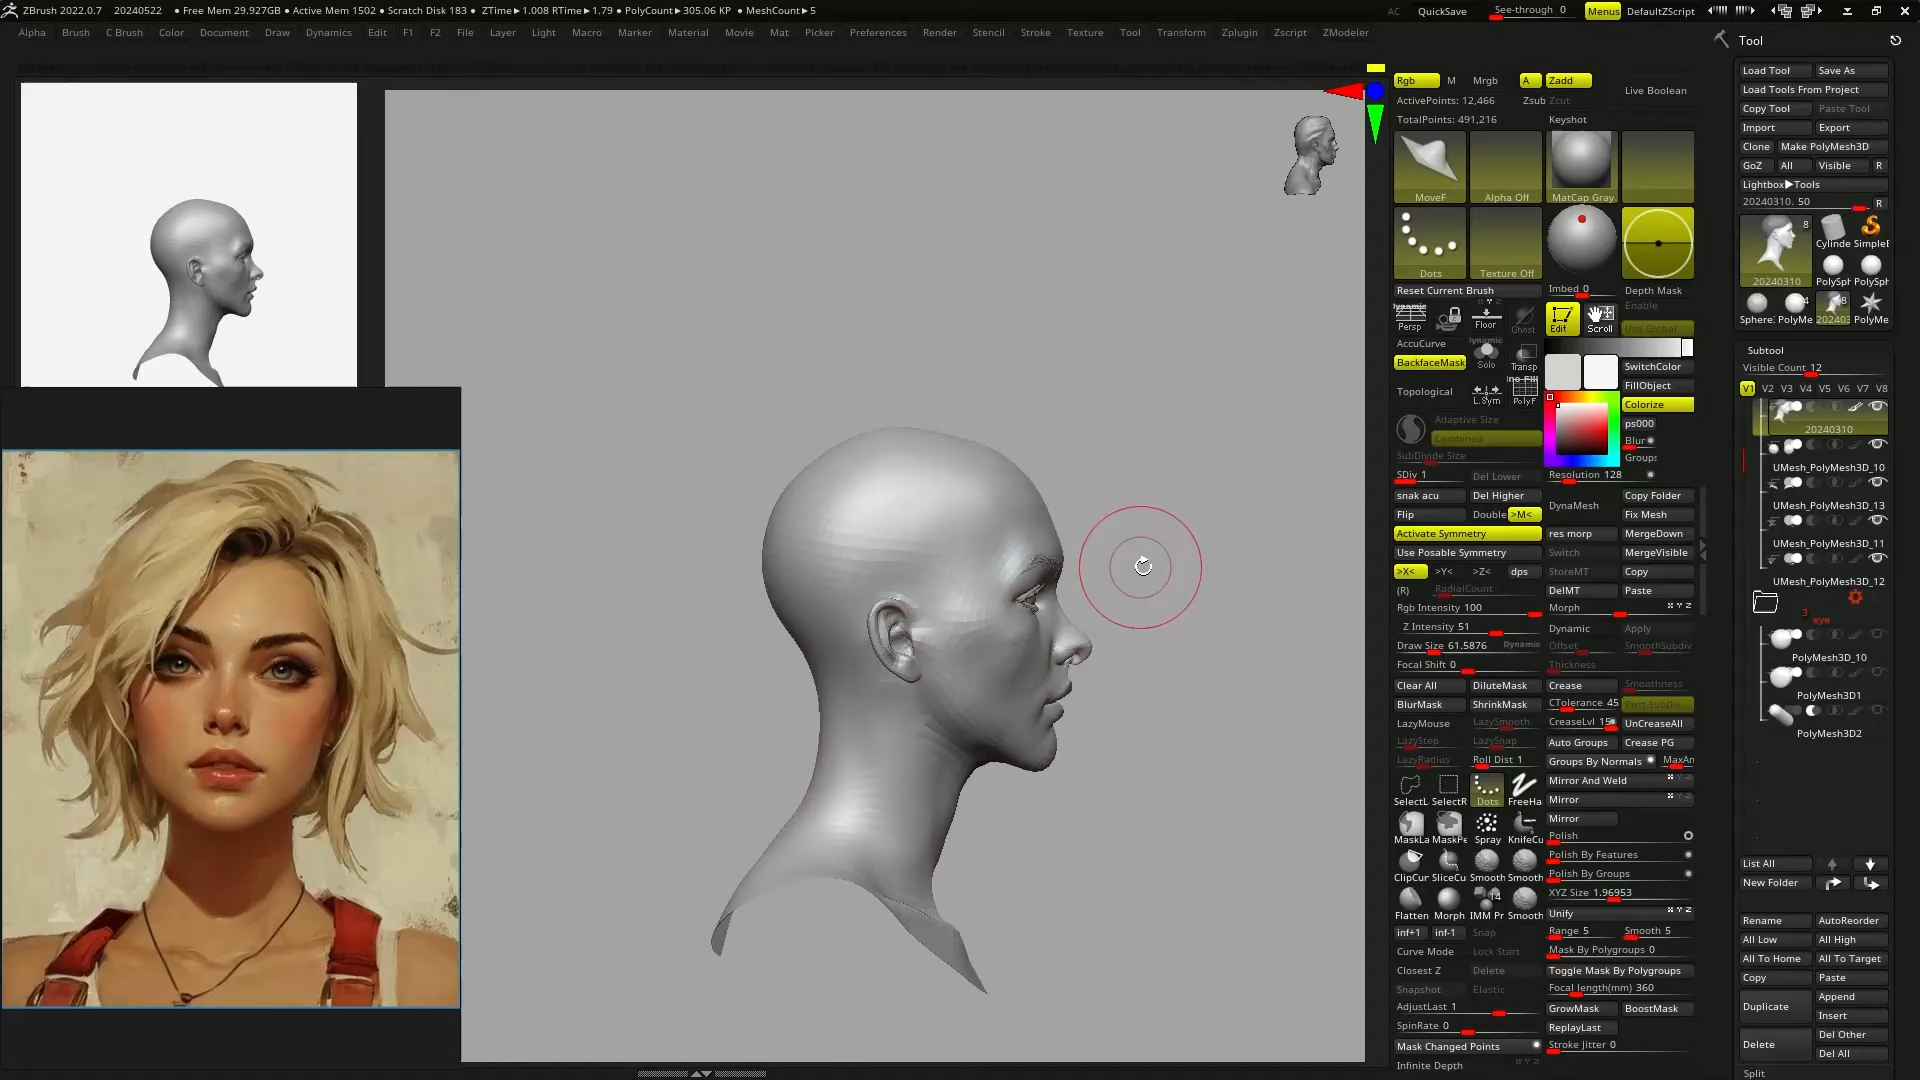 ZBrush 2022.0.7 20240522 ● Free Mem 29.927GB ● Active Mem 1502 ● Scratch Disk 183 ● ZTime►1.008 RTime►1.79 ● PolyCount►305.06 KP ● MeshCount►5
AC QuickSave See-through 0 Menus DefaultZScript
Alpha Brush C Brush Color Document Draw Dynamics Edit F1 F2 File Layer Light Macro Marker Material Mat Movie Picker Preferences Render Stencil Stroke Texture Tool Transform Zplugin Zscript ZModeler
Rgb M Mrgb A Zadd
Live Boolean
ActivePoints: 12,466 Zsub Zcut
TotalPoints: 491,216 Keyshot
MoveF Alpha Off MatCap Gray
Dots Texture Off
Reset Current Brush Imbed 0 Depth Mask
Enable
Dynamic
Persp Floor Ghost Edit Scroll Use Global
AccuCurve Dynamic
BackfaceMask Solo Transp SwitchColor
Topological L.Sym PolyF FillObject
Colorize
Adaptive Size ps000
Combined Blur
SubDivide Size Groups
SDiv 1 Del Lower Resolution 128
snak acu Del Higher Copy Folder
DynaMesh
Flip Double >M< Fix Mesh
Activate Symmetry res morp MergeDown
Use Posable Symmetry Switch MergeVisible
>X< >Y< >Z< dps StoreMT Copy
(R) RadialCount DelMT Paste
Rgb Intensity 100 Morph
Z Intensity 51 Dynamic Apply
Draw Size 61.5876 Dynamic Offset SmoothSubdiv
Focal Shift 0 Thickness
Clear All DiluteMask Crease Smoothness
BlurMask ShrinkMask CTolerance 45 Post SubDiv
LazyMouse LazySmooth CreaseLvl 15 UnCreaseAll
LazyStep LazySnap Auto Groups Crease PG
LazyRadius Roll Dist 1 Groups By Normals MaxAn
Mirror And Weld
SelectL SelectR Dots FreeHa Mirror
Mirror
MaskLa MaskPe Spray KnifeCu Polish
Polish By Features
ClipCur SliceCu Smooth Smooth Polish By Groups
XYZ Size 1.96953
Flatten Morph IMM Pr Smooth Unify
14
inf+1 inf-1 Snap Range 5 Smooth 5
Curve Mode Lock Start Mask By Polygroups 0
Closest Z Delete Toggle Mask By Polygroups
Snapshot Elastic Focal length(mm) 360
AdjustLast 1 GrowMask BoostMask
SpinRate 0 ReplayLast
Mask Changed Points Stroke Jitter 0
Infinite Depth
Tool
Load Tool Save As
Load Tools From Project
Copy Tool Paste Tool
Import Export
Clone Make PolyMesh3D
GoZ All Visible R
Lightbox►Tools
20240310. 50 R
8
Cylinde SimpleE
20240310 PolySph PolySph
4 8
Sphere: PolyMe 202403 PolyMe
Subtool
Visible Count 12
V1 V2 V3 V4 V5 V6 V7 V8
20240310
UMesh_PolyMesh3D_10
UMesh_PolyMesh3D_13
UMesh_PolyMesh3D_11
UMesh_PolyMesh3D_12
3 eye
PolyMesh3D_10
PolyMesh3D1
PolyMesh3D2
List All
New Folder
Rename AutoReorder
All Low All High
All To Home All To Target
Copy Paste
Duplicate Append
Insert
Delete Del Other
Del All
Split